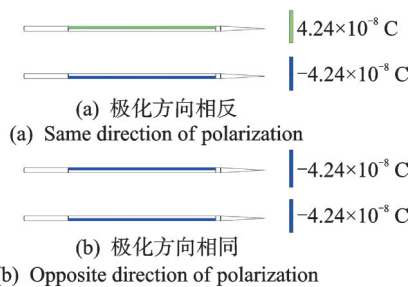 4.24×10⁻⁸ C
−4.24×10⁻⁸ C
(a) 极化方向相反
(a) Same direction of polarization
−4.24×10⁻⁸ C
−4.24×10⁻⁸ C
(b) 极化方向相同
b) Opposite direction of polarization